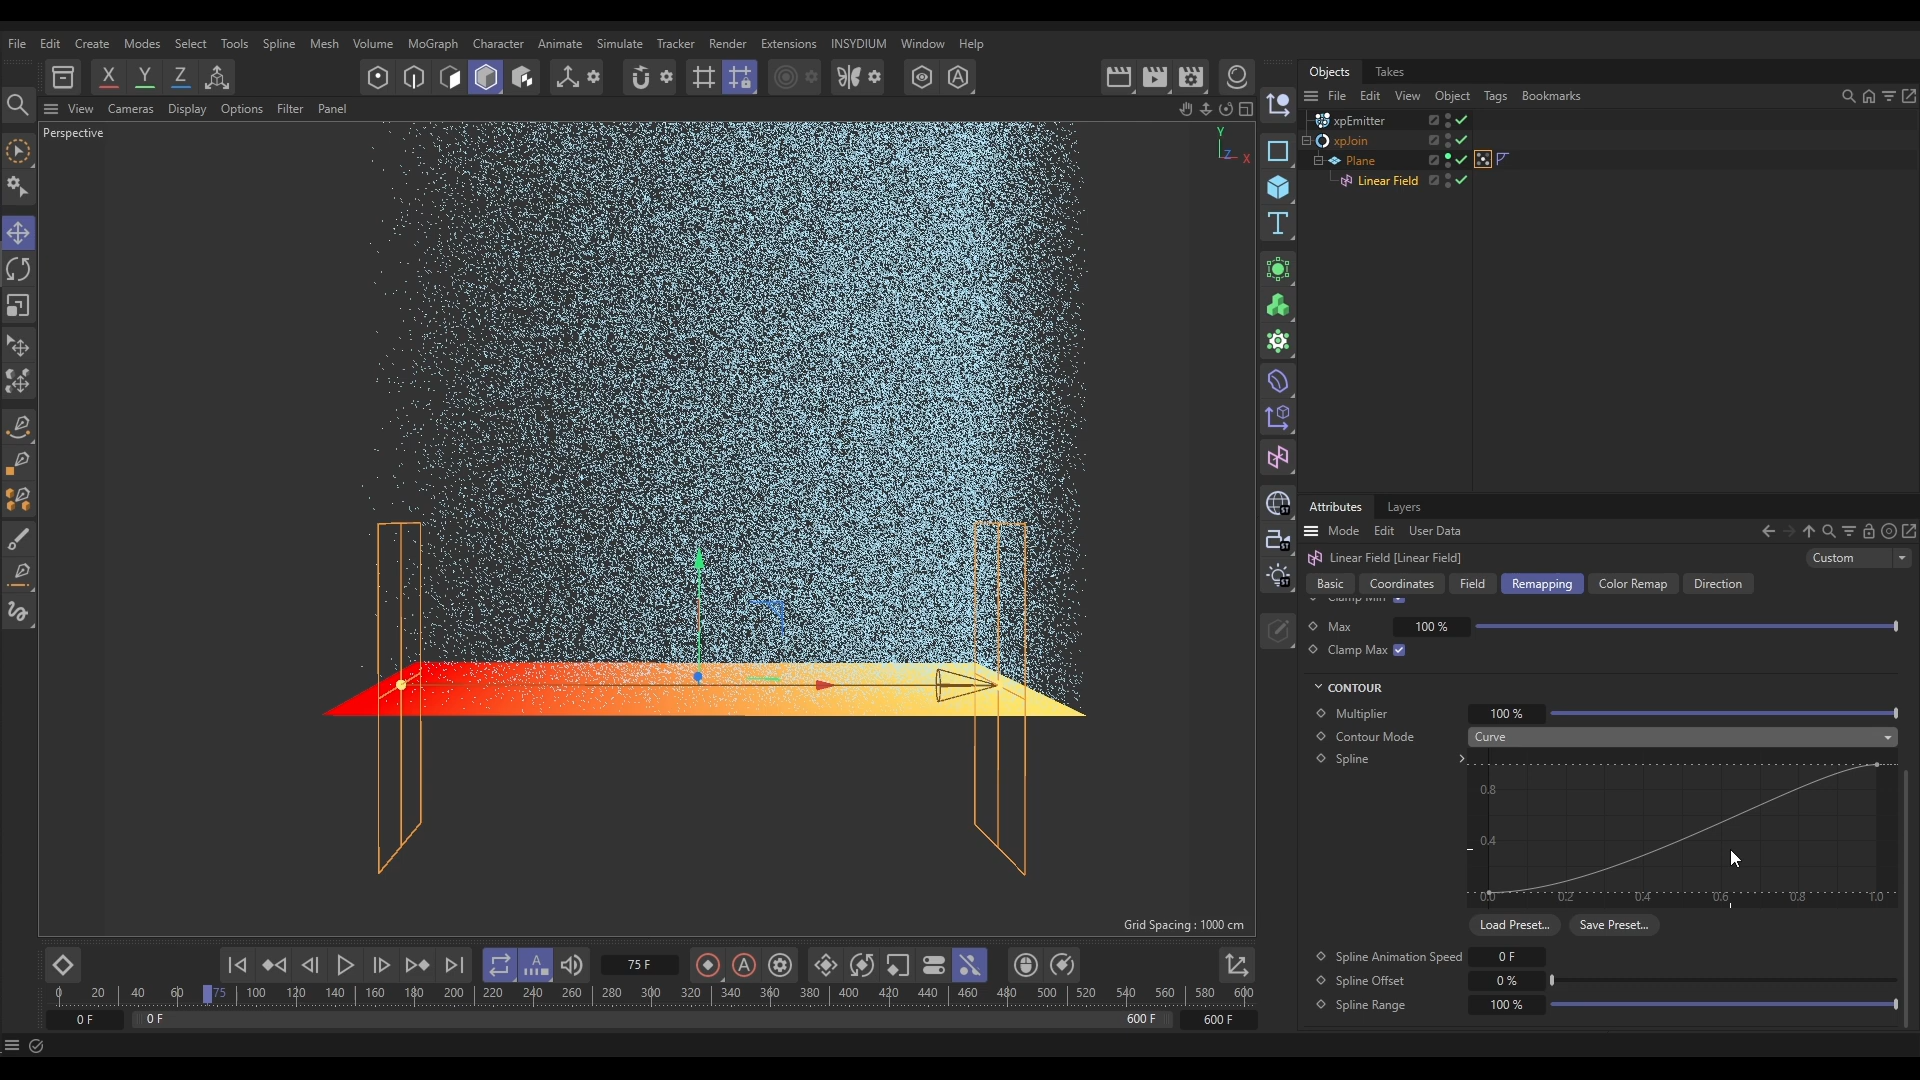 File Edit Create Modes Select Tools Spline Mesh Volume MoGraph Character Animate Simulate Tracker Render Extensions INSYDIUM Window Help
X Y Z
Objects Takes
View Cameras Display Options Filter Panel
File Edit View Object Tags Bookmarks
Perspective
Y
Z X
xpEmitter
xpJoin
Plane
Linear Field
T
ST
ST
ST
Attributes Layers
Mode Edit User Data
Linear Field [Linear Field]
Custom
Basic Coordinates Field Remapping Color Remap Direction
Clamp Min
Max 100 %
Clamp Max
CONTOUR
Multiplier 100 %
Contour Mode Curve
Spline
0.8
0.4
0.0 0.2 0.4 0.6 0.8 1.0
Load Preset... Save Preset...
Spline Animation Speed 0 F
Spline Offset 0 %
Spline Range 100 %
Grid Spacing : 1000 cm
A 75 F A
0 20 40 60 75 100 120 140 160 180 200 220 240 260 280 300 320 340 360 380 400 420 440 460 480 500 520 540 560 580 600
0 F 0 F 600 F 600 F